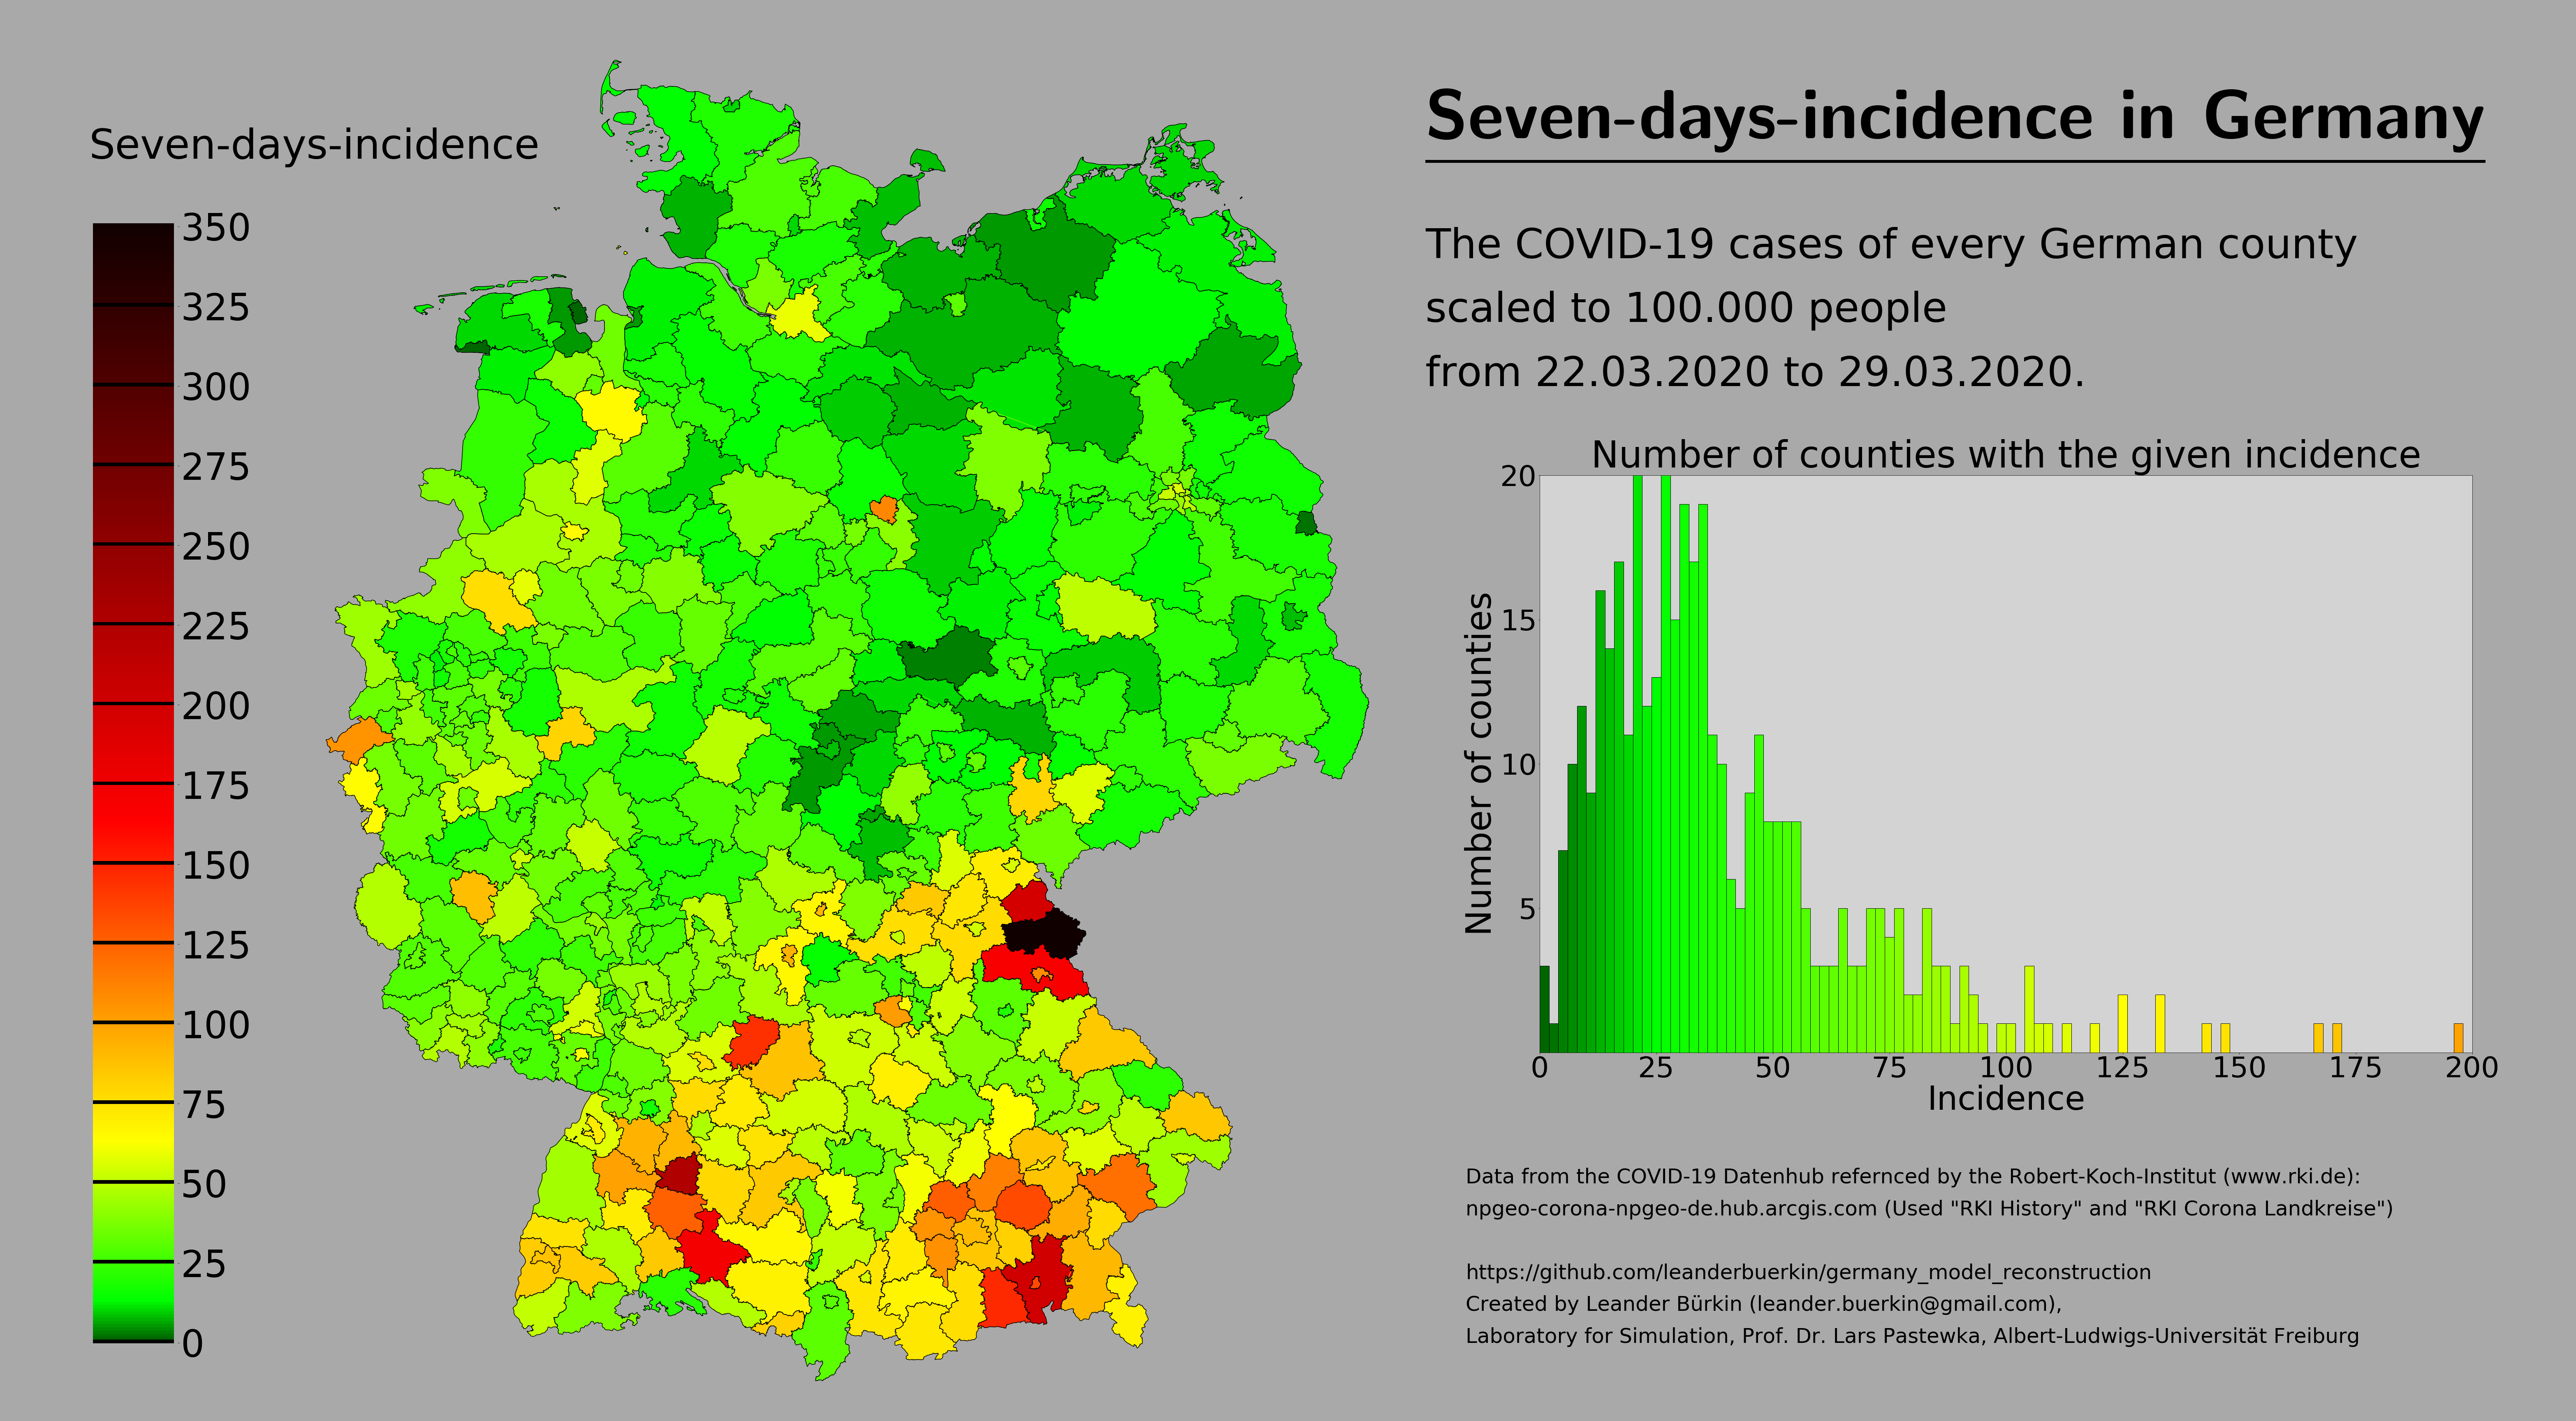 Seven-days-incidence in Germany
Seven-days-incidence
350
325
300
275
250
225
200
175
150
125
100
75
50
25
0
The COVID-19 cases of every German county
scaled to 100.000 people
from 22.03.2020 to 29.03.2020.
Number of counties with the given incidence
Number of counties
20
15
10
5
0 25 50 75 100 125 150 175 200
Incidence
Data from the COVID-19 Datenhub refernced by the Robert-Koch-Institut (www.rki.de):
npgeo-corona-npgeo-de.hub.arcgis.com (Used "RKI History" and "RKI Corona Landkreise")
https://github.com/leanderbuerkin/germany_model_reconstruction
Created by Leander Bürkin (leander.buerkin@gmail.com),
Laboratory for Simulation, Prof. Dr. Lars Pastewka, Albert-Ludwigs-Universität Freiburg